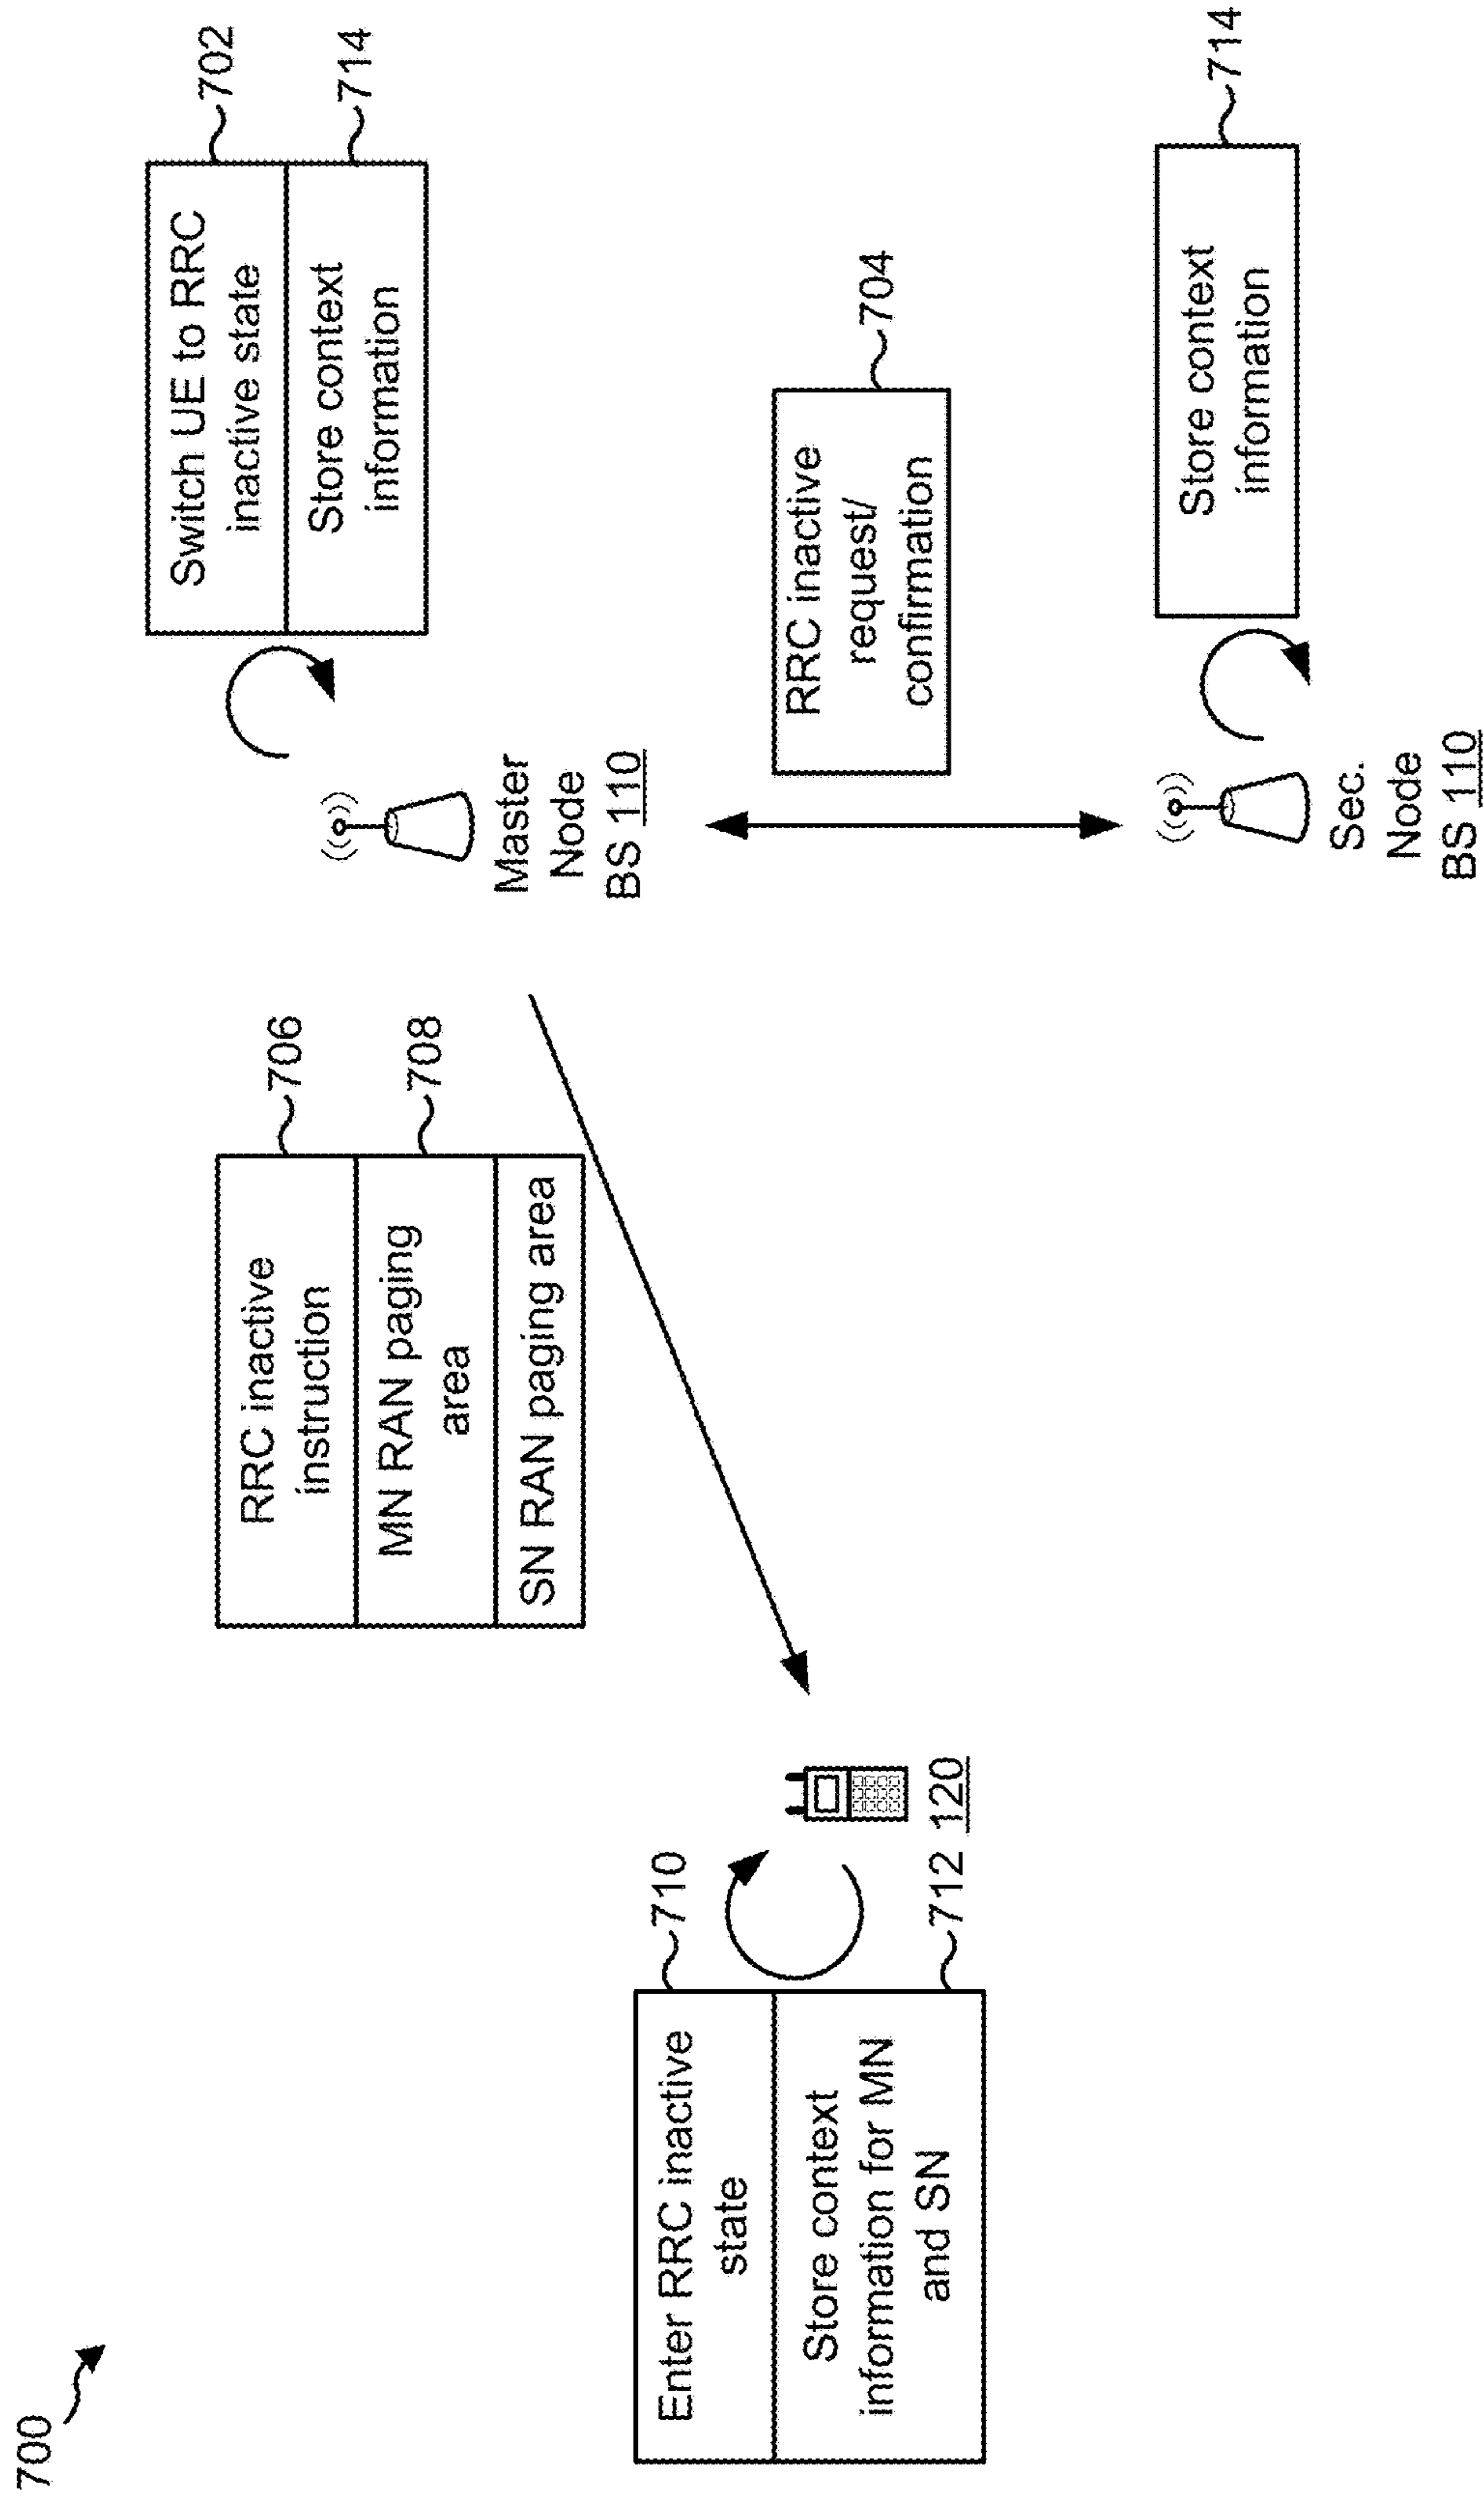 700
Enter RRC inactive
state
710
Store context
information for MN
and SN
712
120
RRC inactive
instruction
706
MN RAN paging
area
708
SN RAN paging area
Switch UE to RRC
inactive state
702
Store context
information
714
Master
Node
BS 110
RRC inactive
request/
confirmation
704
Store context
information
714
Sec.
Node
BS 110